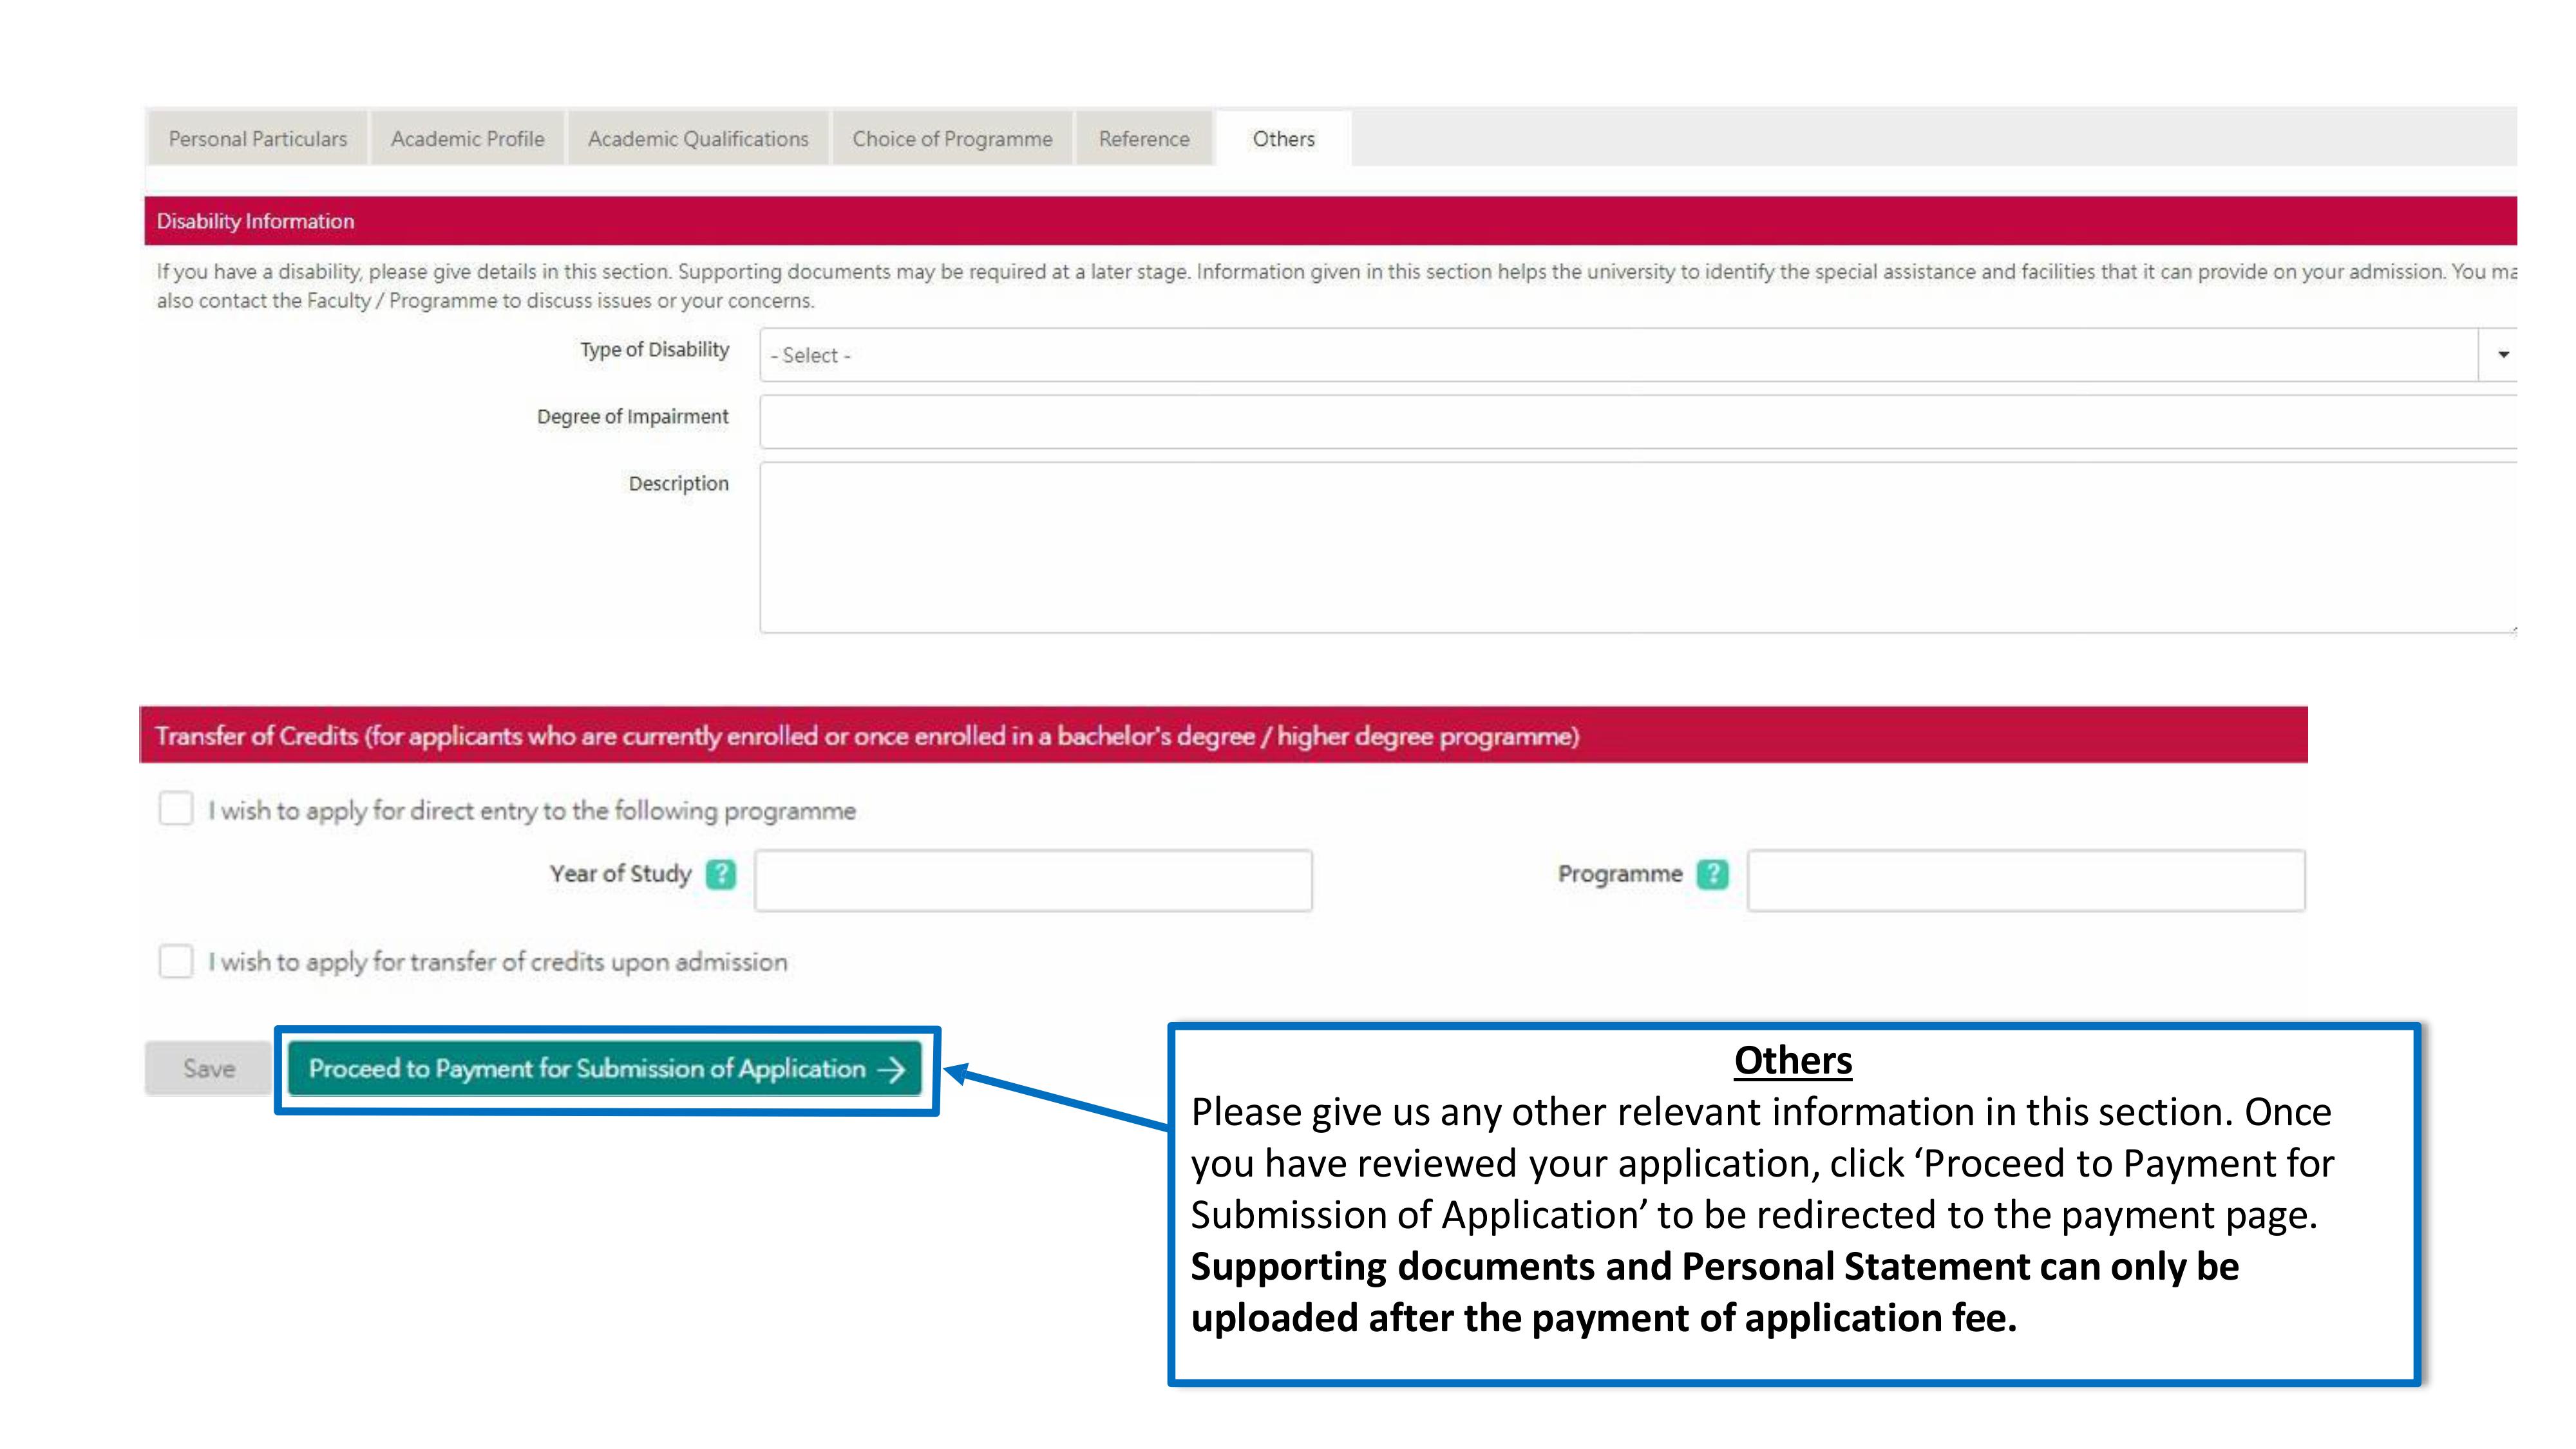 Personal Particulars Academic Profile Academic Qualifications Choice of Programme Reference Others
Disability Information
If you have a disability, please give details in this section. Supporting documents may be required at a later stage. Information given in this section helps the university to identify the special assistance and facilities that it can provide on your admission. You ma
also contact the Faculty / Programme to discuss issues or your concerns.
Type of Disability - Select -
Degree of Impairment
Description
Transfer of Credits (for applicants who are currently enrolled or once enrolled in a bachelor's degree / higher degree programme)
I wish to apply for direct entry to the following programme
Year of Study ? Programme ?
I wish to apply for transfer of credits upon admission
Save Proceed to Payment for Submission of Application →
Others
Please give us any other relevant information in this section. Once
you have reviewed your application, click ‘Proceed to Payment for
Submission of Application’ to be redirected to the payment page.
Supporting documents and Personal Statement can only be
uploaded after the payment of application fee.